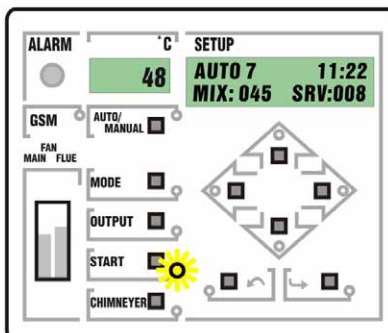 ALARM
°C
SETUP
48
AUTO 7 11:22
MIX: 045 SRV:008
GSM
AUTO/
MANUAL
FAN
MAIN FLUE
MODE
OUTPUT
START
CHIMNEYER